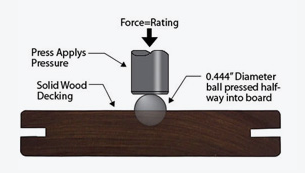 Force=Rating
Press Applys
Pressure
Solid Wood
Decking
0.444" Diameter
ball pressed half-
way into board